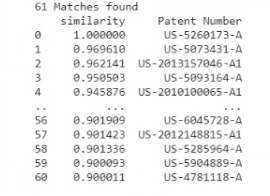 61 Matches found
similarity Patent Number
0 1.000000 US-5260173-A
1 0.969610 US-5073431-A
2 0.962141 US-2013157046-A1
3 0.950503 US-5093164-A
4 0.945876 US-2010100065-A1
.. ... ...
56 0.901909 US-6045728-A
57 0.901423 US-2012148815-A1
58 0.901336 US-5285964-A
59 0.900093 US-5904889-A
60 0.900011 US-4781118-A